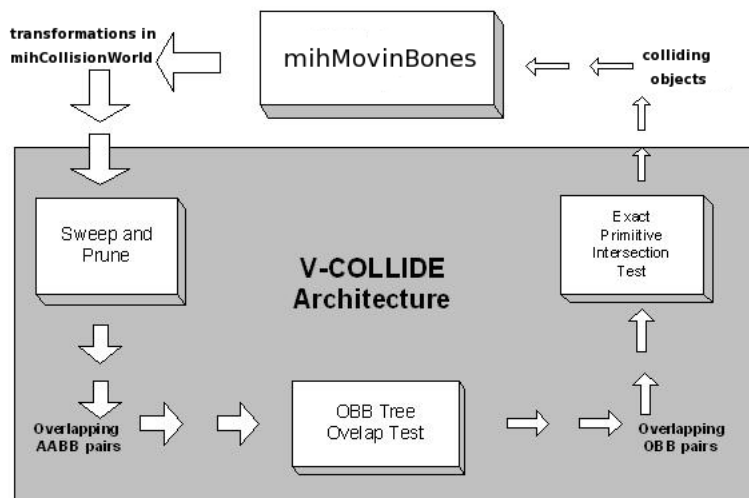 transformations in
mihCollisionWorld
mihMovinBones
colliding
objects
Sweep and
Prune
V-COLLIDE
Architecture
Exact
Primitive
Intersection
Test
Overlapping
AABB pairs
OBB Tree
Ovelap Test
Overlapping
OBB pairs